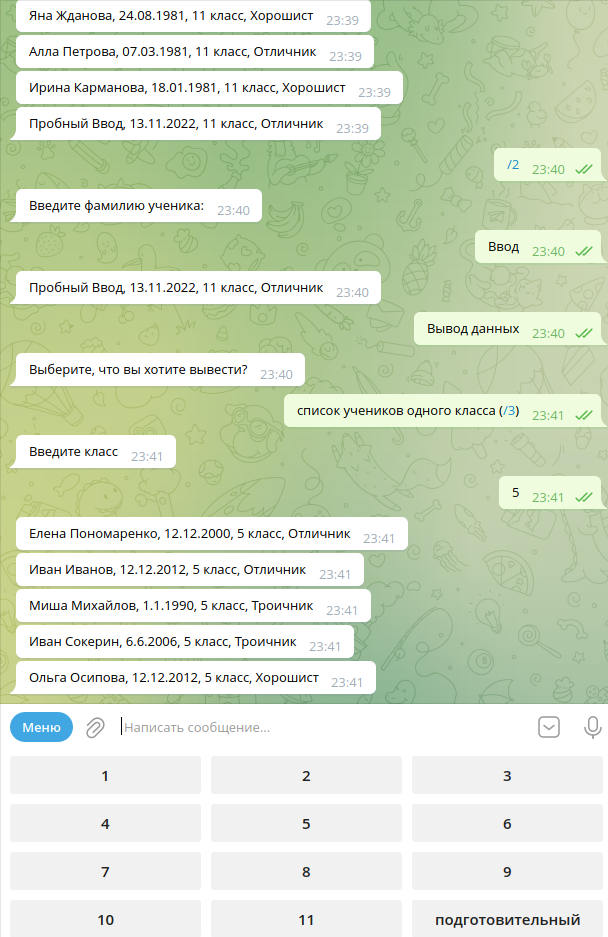 Яна Жданова, 24.08.1981, 11 класс, Хорошист 23:39
Алла Петрова, 07.03.1981, 11 класс, Отличник 23:39
Ирина Карманова, 18.01.1981, 11 класс, Хорошист 23:39
Пробный Ввод, 13.11.2022, 11 класс, Отличник 23:39
/2 23:40
Введите фамилию ученика: 23:40
Ввод 23:40
Пробный Ввод, 13.11.2022, 11 класс, Отличник 23:40
Вывод данных 23:40
Выберите, что вы хотите вывести? 23:40
список учеников одного класса (/3) 23:41
Введите класс 23:41
5 23:41
Елена Пономаренко, 12.12.2000, 5 класс, Отличник 23:41
Иван Иванов, 12.12.2012, 5 класс, Отличник 23:41
Миша Михайлов, 1.1.1990, 5 класс, Троичник 23:41
Иван Сокерин, 6.6.2006, 5 класс, Троичник 23:41
Ольга Осипова, 12.12.2012, 5 класс, Хорошист 23:41
Меню Написать сообщение...
1 2 3
4 5 6
7 8 9
10 11 подготовительный